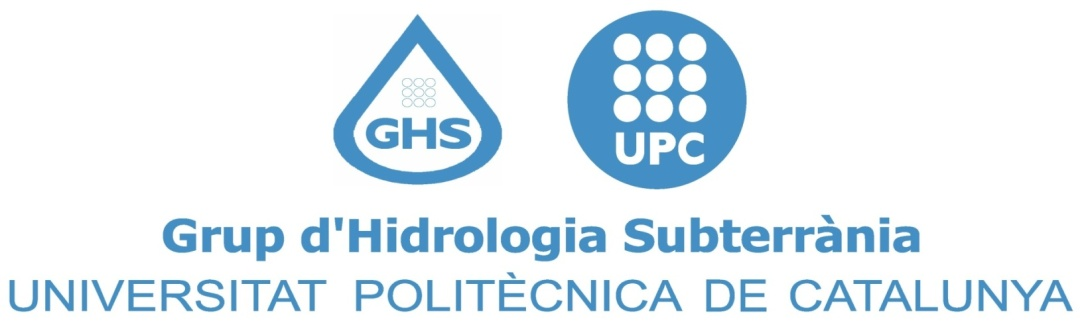 GHS
UPC
Grup d'Hidrologia Subterrània
UNIVERSITAT POLITÈCNICA DE CATALUNYA